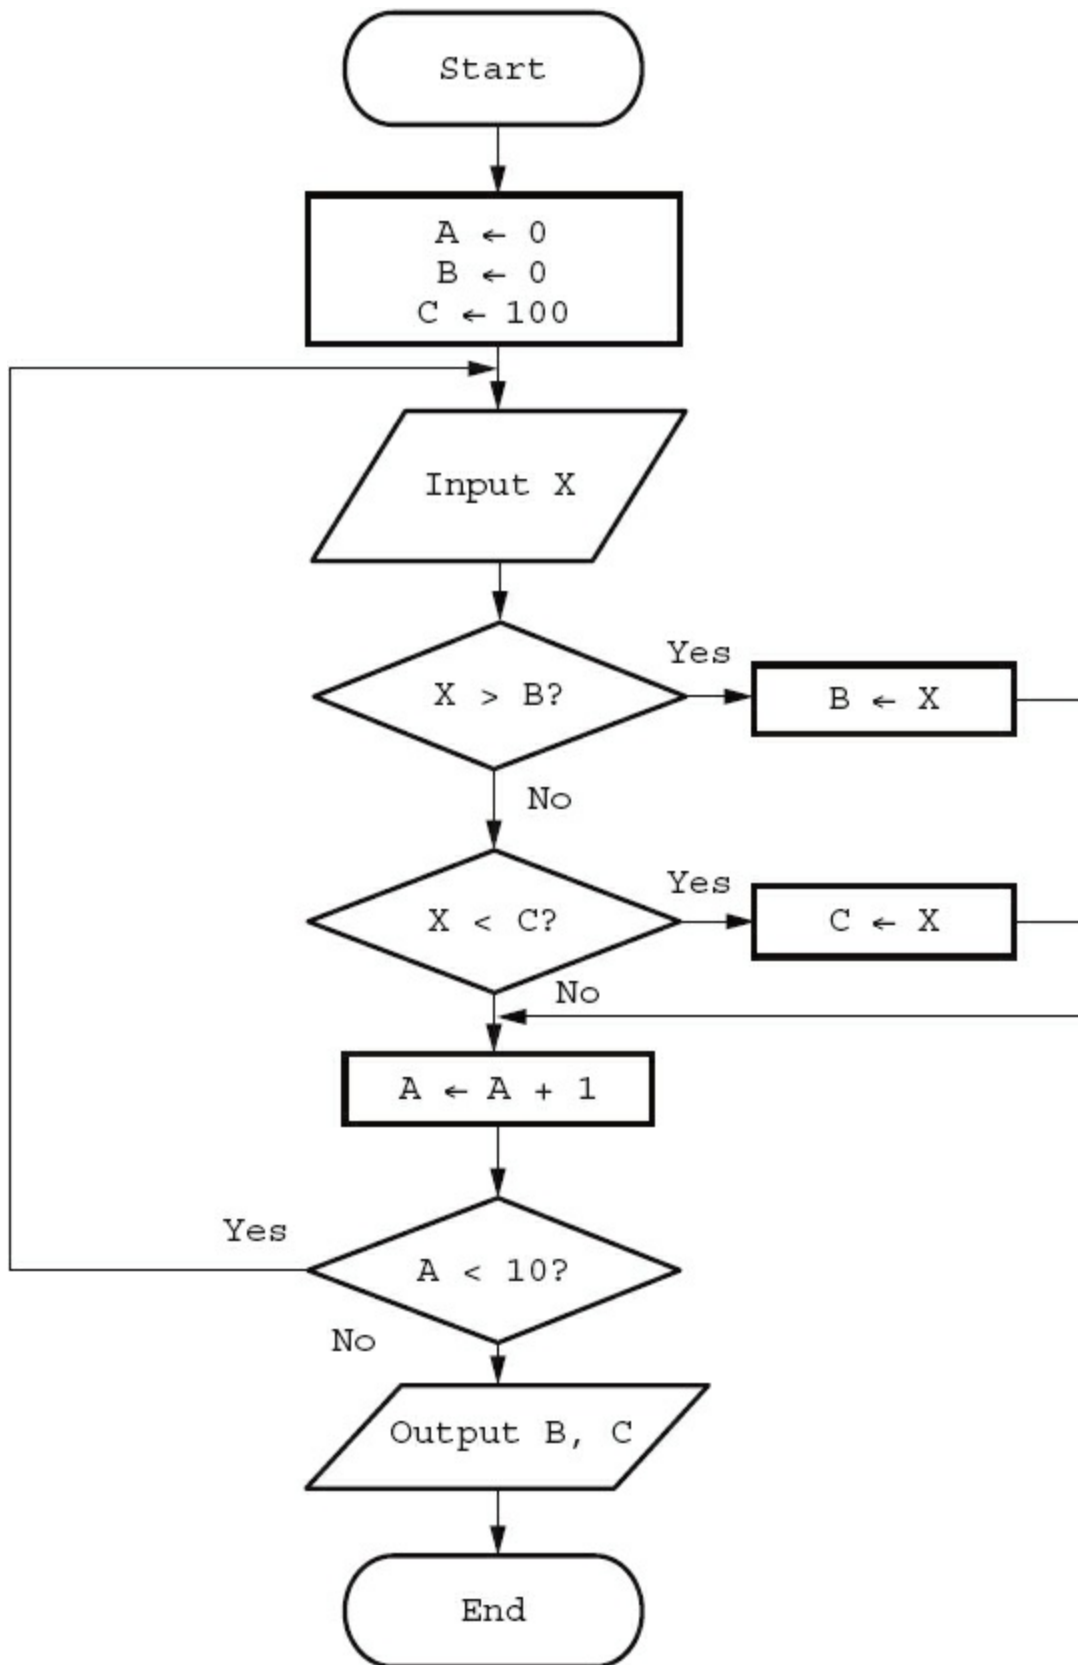 Start
A ← 0
B ← 0
C ← 100
Input X
X > B?
Yes
B ← X
No
X < C?
Yes
C ← X
No
A ← A + 1
A < 10?
Yes
No
Output B, C
End